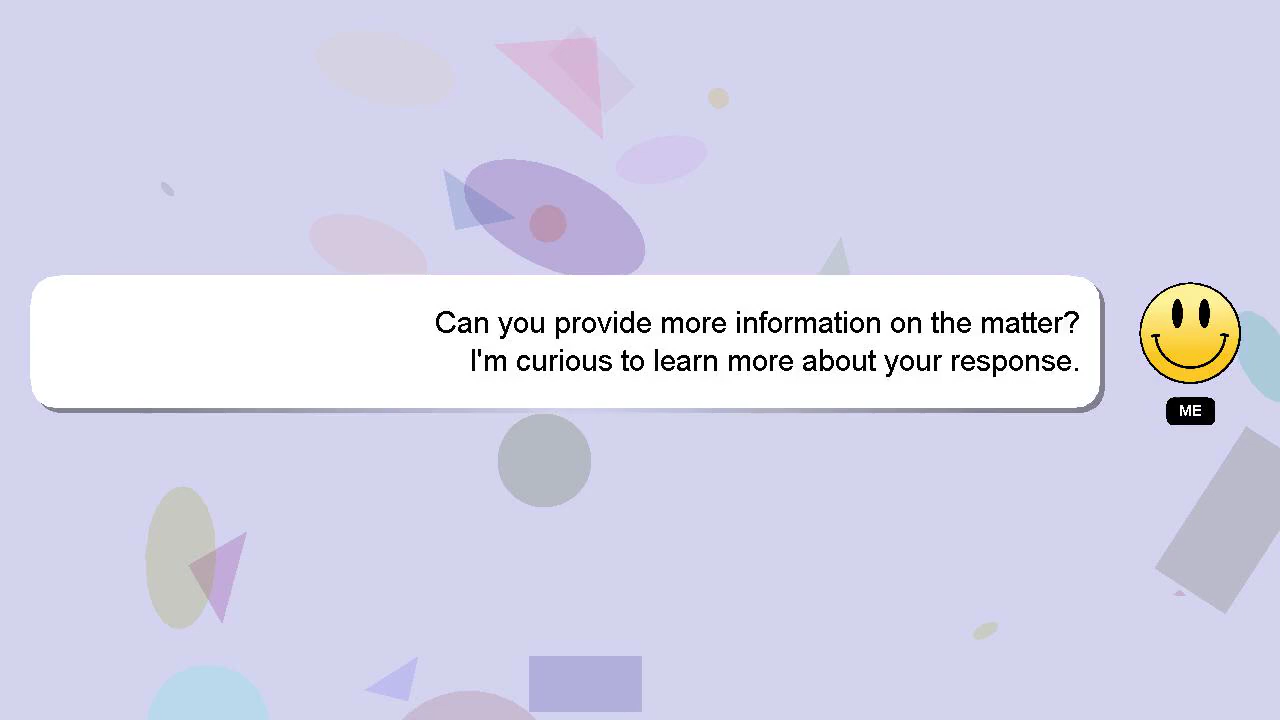 Can you provide more information on the matter?
I'm curious to learn more about your response.
ME